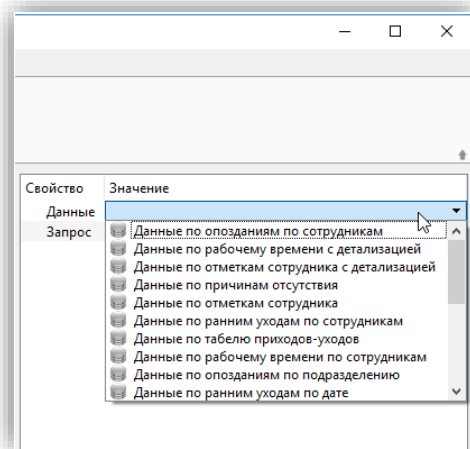 Свойство Значение
Данные
Запрос
Данные по опозданиям по сотрудникам
Данные по рабочему времени с детализацией
Данные по отметкам сотрудника с детализацией
Данные по причинам отсутствия
Данные по отметкам сотрудника
Данные по ранним уходам по сотрудникам
Данные по табелю приходов-уходов
Данные по рабочему времени по сотрудникам
Данные по опозданиям по подразделению
Данные по ранним уходам по дате